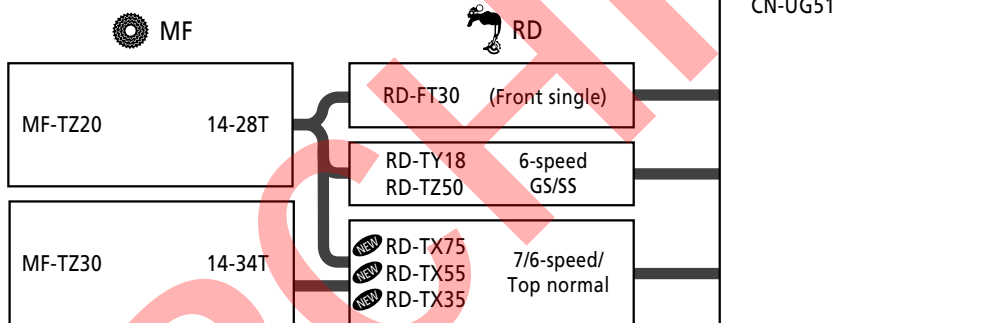 CN-UG51
MF
RD
MF-TZ20 14-28T
RD-FT30 (Front single)
RD-TY18
RD-TZ50
6-speed
GS/SS
MF-TZ30 14-34T
NEW RD-TX75
NEW RD-TX55
NEW RD-TX35
7/6-speed/
Top normal